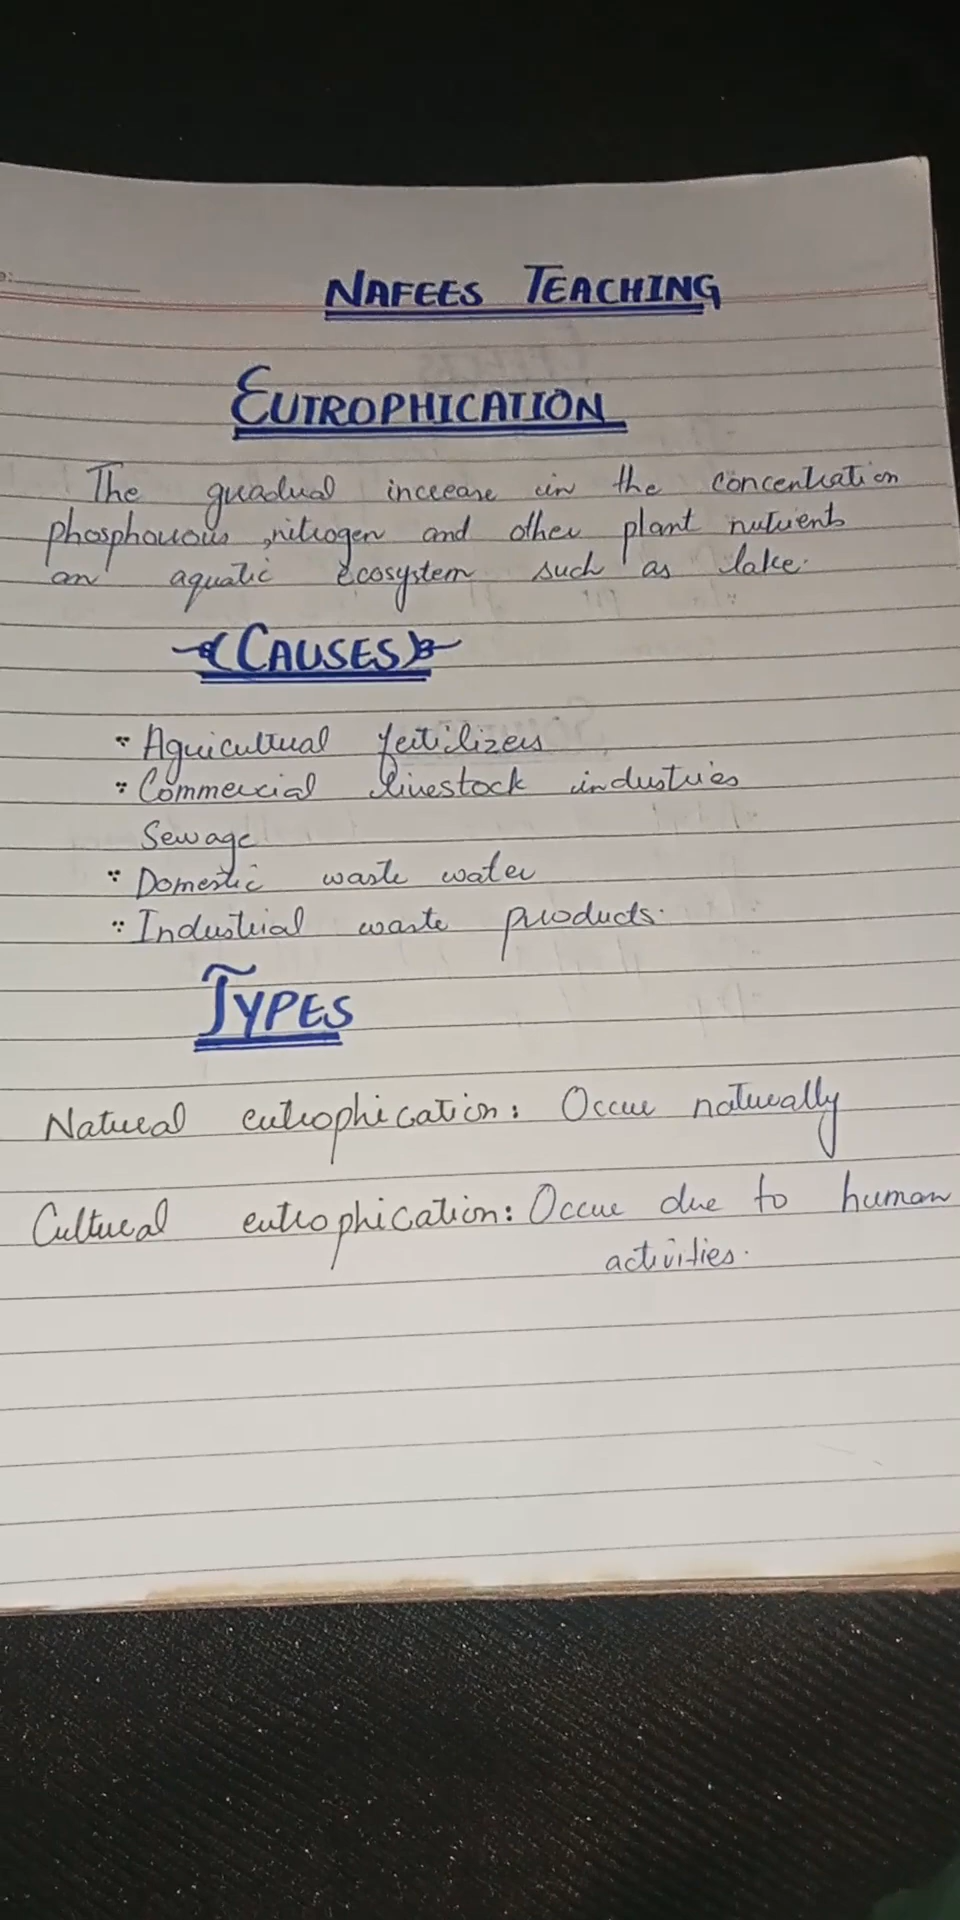 NAFEES TEACHING
EUTROPHICATION
The gradual increase in the concentration
phosphorous, nitrogen and other plant nutrients
an aquatic ecosystem such as lake.
CAUSES
Agricultural fertilizers
Commercial livestock industries
Sewage
Domestic waste water
Industrial waste products.
TYPES
Natural eutrophication: Occur naturally
Cultural eutrophication: Occur due to human
activities.